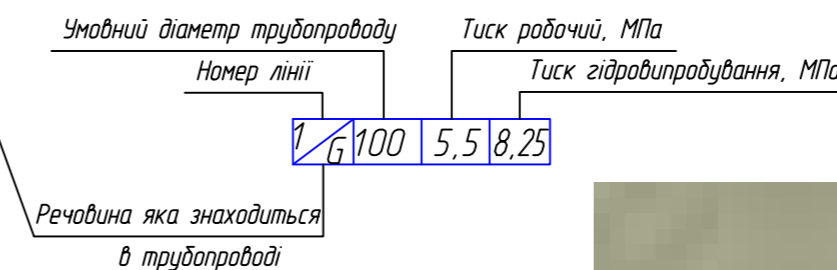 Умовний діаметр трубопроводу
Тиск робочий, МПа
Номер лінії
Тиск гідровипробування, МПа
1/G 100 5,5 8,25
Речовина яка знаходиться
в трубопроводі